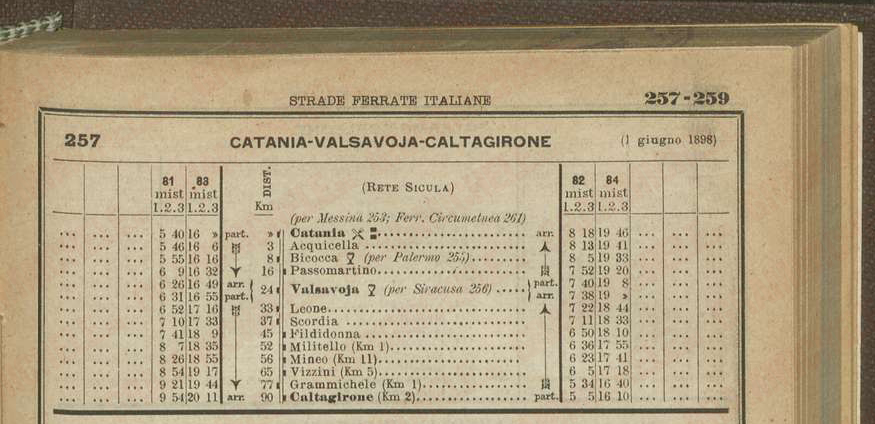 STRADE FERRATE ITALIANE 257-259
257 CATANIA-VALSAVOJA-CALTAGIRONE (1 giugno 1898)
81 83 DIST. (RETE SICULA) 82 84
mist mist mist mist
1.2.3 1.2.3 Km 1.2.3 1.2.3
(per Messina 253; Ferr. Circumetnea 261)
... ... ... 5 40 16 » part. » Catania arr. 8 18 19 46 ... ... ...
... ... ... 5 46 16 6 3 Acquicella 8 13 19 41 ... ... ...
... ... ... 5 55 16 16 8 Bicocca (per Palermo 255) 8 5 19 33 ... ... ...
... ... ... 6 9 16 32 16 Passomartino 7 52 19 20 ... ... ...
... ... ... 6 26 16 49 arr. 24 Valsavoja (per Siracusa 256) part. 7 40 19 8 ... ... ...
... ... ... 6 31 16 55 part. arr. 7 38 19 » ... ... ...
... ... ... 6 52 17 16 33 Leone 7 22 18 44 ... ... ...
... ... ... 7 10 17 33 37 Scordia 7 11 18 33 ... ... ...
... ... ... 7 41 18 9 45 Fildidonna 6 50 18 10 ... ... ...
... ... ... 8 7 18 35 52 Militello (Km 1) 6 36 17 55 ... ... ...
... ... ... 8 26 18 55 56 Mineo (Km 11) 6 23 17 41 ... ... ...
... ... ... 8 54 19 17 65 Vizzini (Km 5) 6 5 17 18 ... ... ...
... ... ... 9 21 19 44 77 Grammichele (Km 1) 5 34 16 40 ... ... ...
... ... ... 9 54 20 11 arr. 90 Caltagirone (Km 2) part. 5 5 16 10 ... ... ...